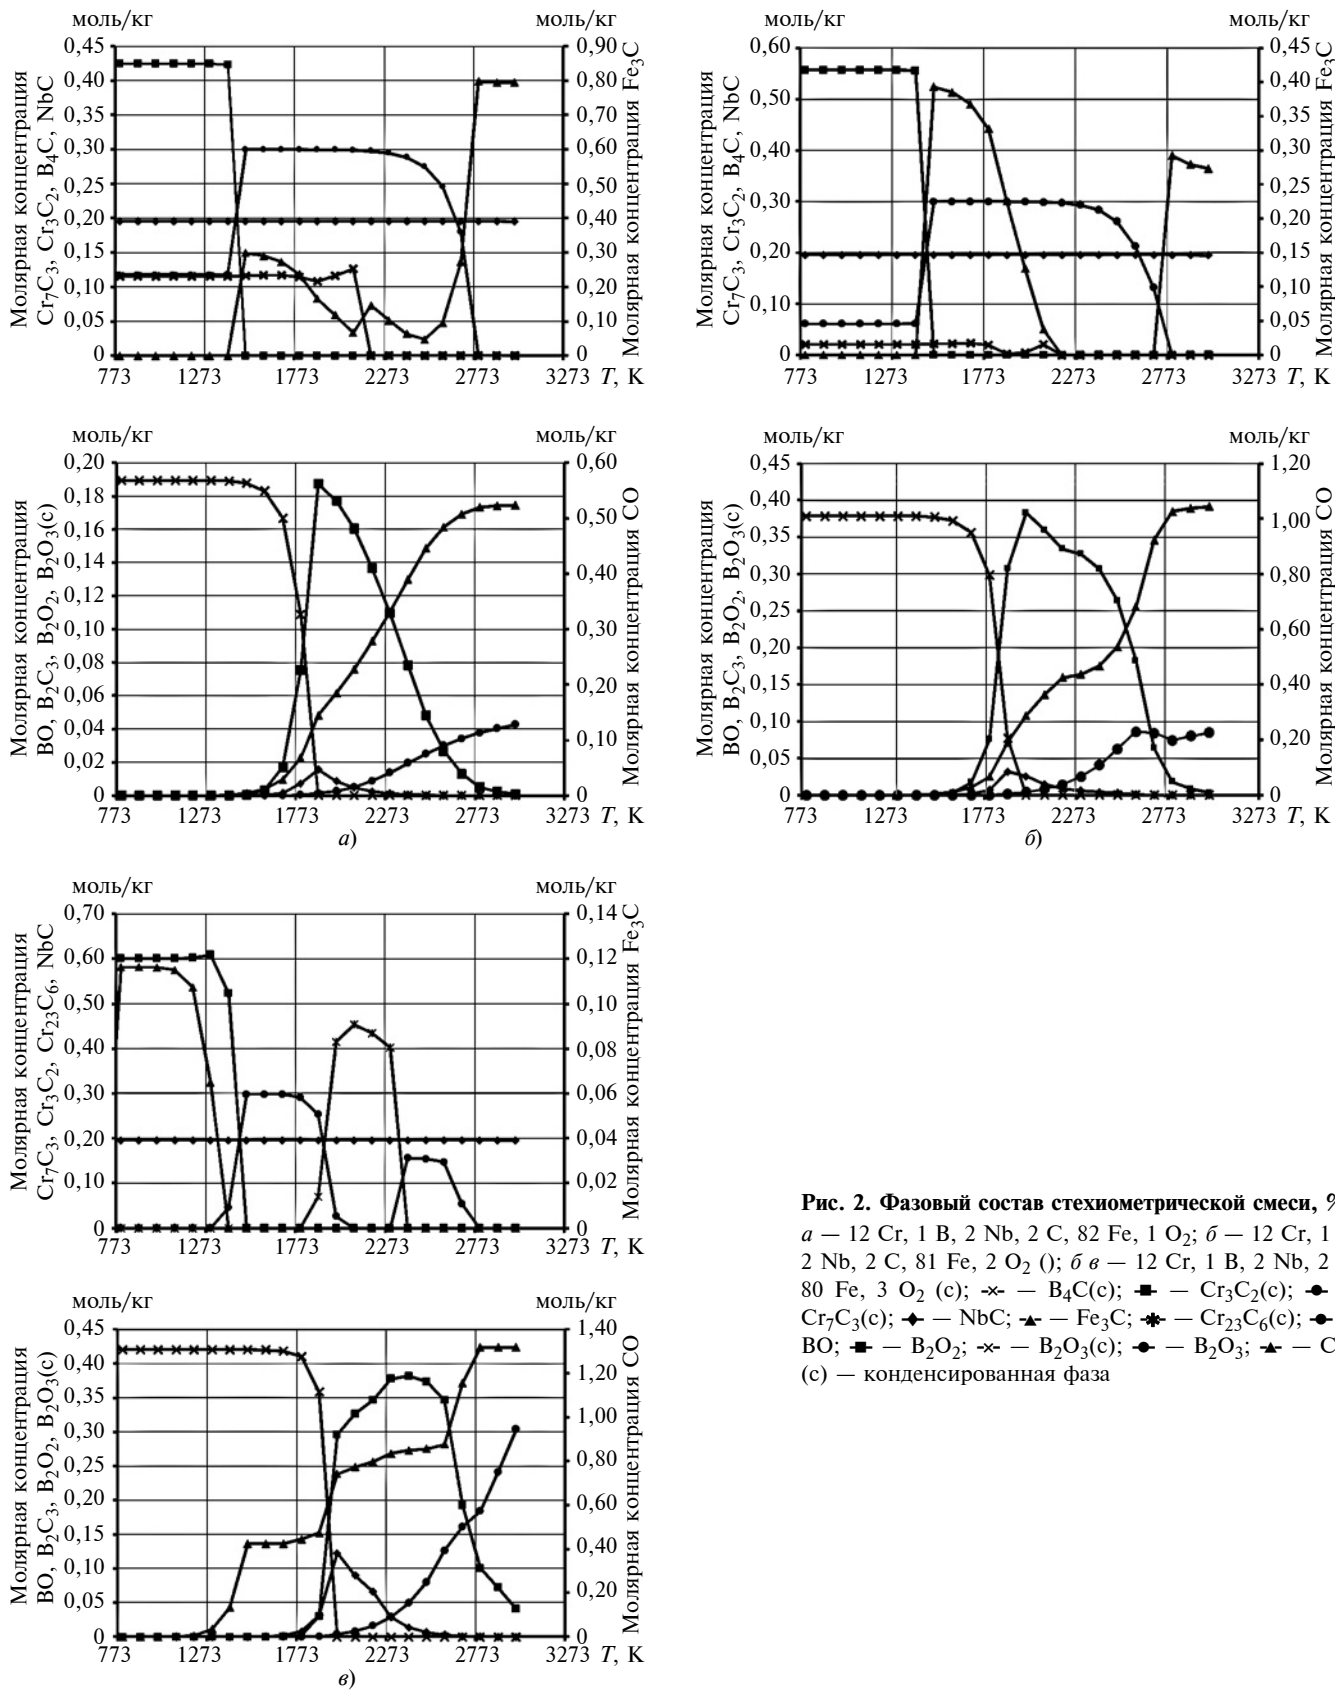 моль/кг
моль/кг
Молярная концентрация
Cr₇C₃, Cr₃C₂, B₄C, NbC
0,45
0,40
0,35
0,30
0,25
0,20
0,15
0,10
0,05
0
0,90
0,80
0,70
0,60
0,50
0,40
0,30
0,20
0,10
0
Молярная концентрация Fe₃C
773 1273 1773 2273 2773 3273 T, K
моль/кг
моль/кг
Молярная концентрация
Cr₇C₃, Cr₃C₂, B₄C, NbC
0,60
0,50
0,40
0,30
0,20
0,10
0
0,45
0,40
0,35
0,30
0,25
0,20
0,15
0,10
0,05
0
Молярная концентрация Fe₃C
773 1273 1773 2273 2773 3273 T, K
моль/кг
моль/кг
Молярная концентрация
BO, B₂C₃, B₂O₂, B₂O₃(c)
0,20
0,18
0,16
0,14
0,12
0,10
0,08
0,06
0,04
0,02
0
0,60
0,50
0,40
0,30
0,20
0,10
0
Молярная концентрация CO
773 1273 1773 2273 2773 3273 T, K
а)
моль/кг
моль/кг
Молярная концентрация
BO, B₂C₃, B₂O₂, B₂O₃(c)
0,45
0,40
0,35
0,30
0,25
0,20
0,15
0,10
0,05
0
1,20
1,00
0,80
0,60
0,40
0,20
0
Молярная концентрация CO
773 1273 1773 2273 2773 3273 T, K
б)
моль/кг
моль/кг
Молярная концентрация
Cr₇C₃, Cr₃C₂, Cr₂₃C₆, NbC
0,70
0,60
0,50
0,40
0,30
0,20
0,10
0
0,14
0,12
0,10
0,08
0,06
0,04
0,02
0
Молярная концентрация Fe₃C
773 1273 1773 2273 2773 3273 T, K
моль/кг
моль/кг
Молярная концентрация
BO, B₂C₃, B₂O₂, B₂O₃(c)
0,45
0,40
0,35
0,30
0,25
0,20
0,15
0,10
0,05
0
1,40
1,20
1,00
0,80
0,60
0,40
0,20
0
Молярная концентрация CO
773 1273 1773 2273 2773 3273 T, K
в)
Рис. 2. Фазовый состав стехиометрической смеси, %
а — 12 Cr, 1 B, 2 Nb, 2 C, 82 Fe, 1 O₂; б — 12 Cr, 1
2 Nb, 2 C, 81 Fe, 2 O₂ (); б в — 12 Cr, 1 B, 2 Nb, 2
80 Fe, 3 O₂ (c); — B₄C(c); — Cr₃C₂(c);
Cr₇C₃(c); — NbC; — Fe₃C; — Cr₂₃C₆(c);
BO; — B₂O₂; — B₂O₃(c); — B₂O₃; — C
(c) — конденсированная фаза